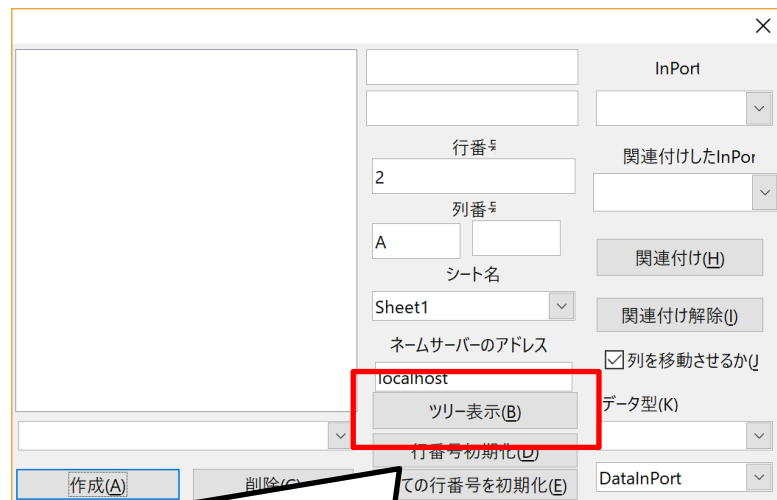 InPort
行番号
関連付けしたInPor
2
列番号
A
関連付け(H)
シート名
Sheet1
関連付け解除(I)
ネームサーバーのアドレス
列を移動させるか(J
localhost
ツリー表示(B)
データ型(K)
行番号初期化(D)
作成(A)
削除(C)
ての行番号を初期化(E)
DataInPort